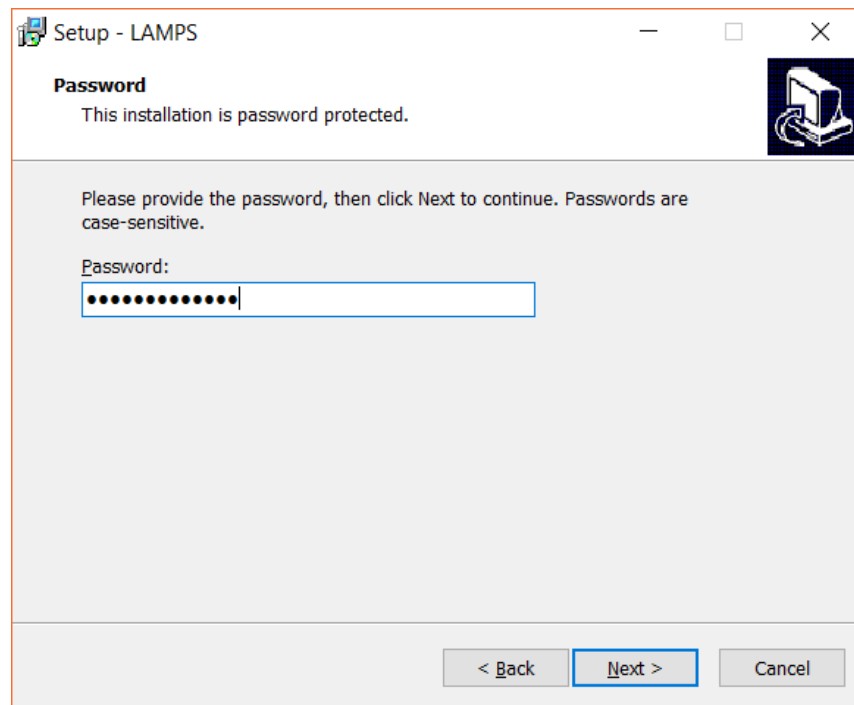 Setup - LAMPS
Password
This installation is password protected.
Please provide the password, then click Next to continue. Passwords are
case-sensitive.
Password:
●●●●●●●●●●●●●
< Back
Next >
Cancel